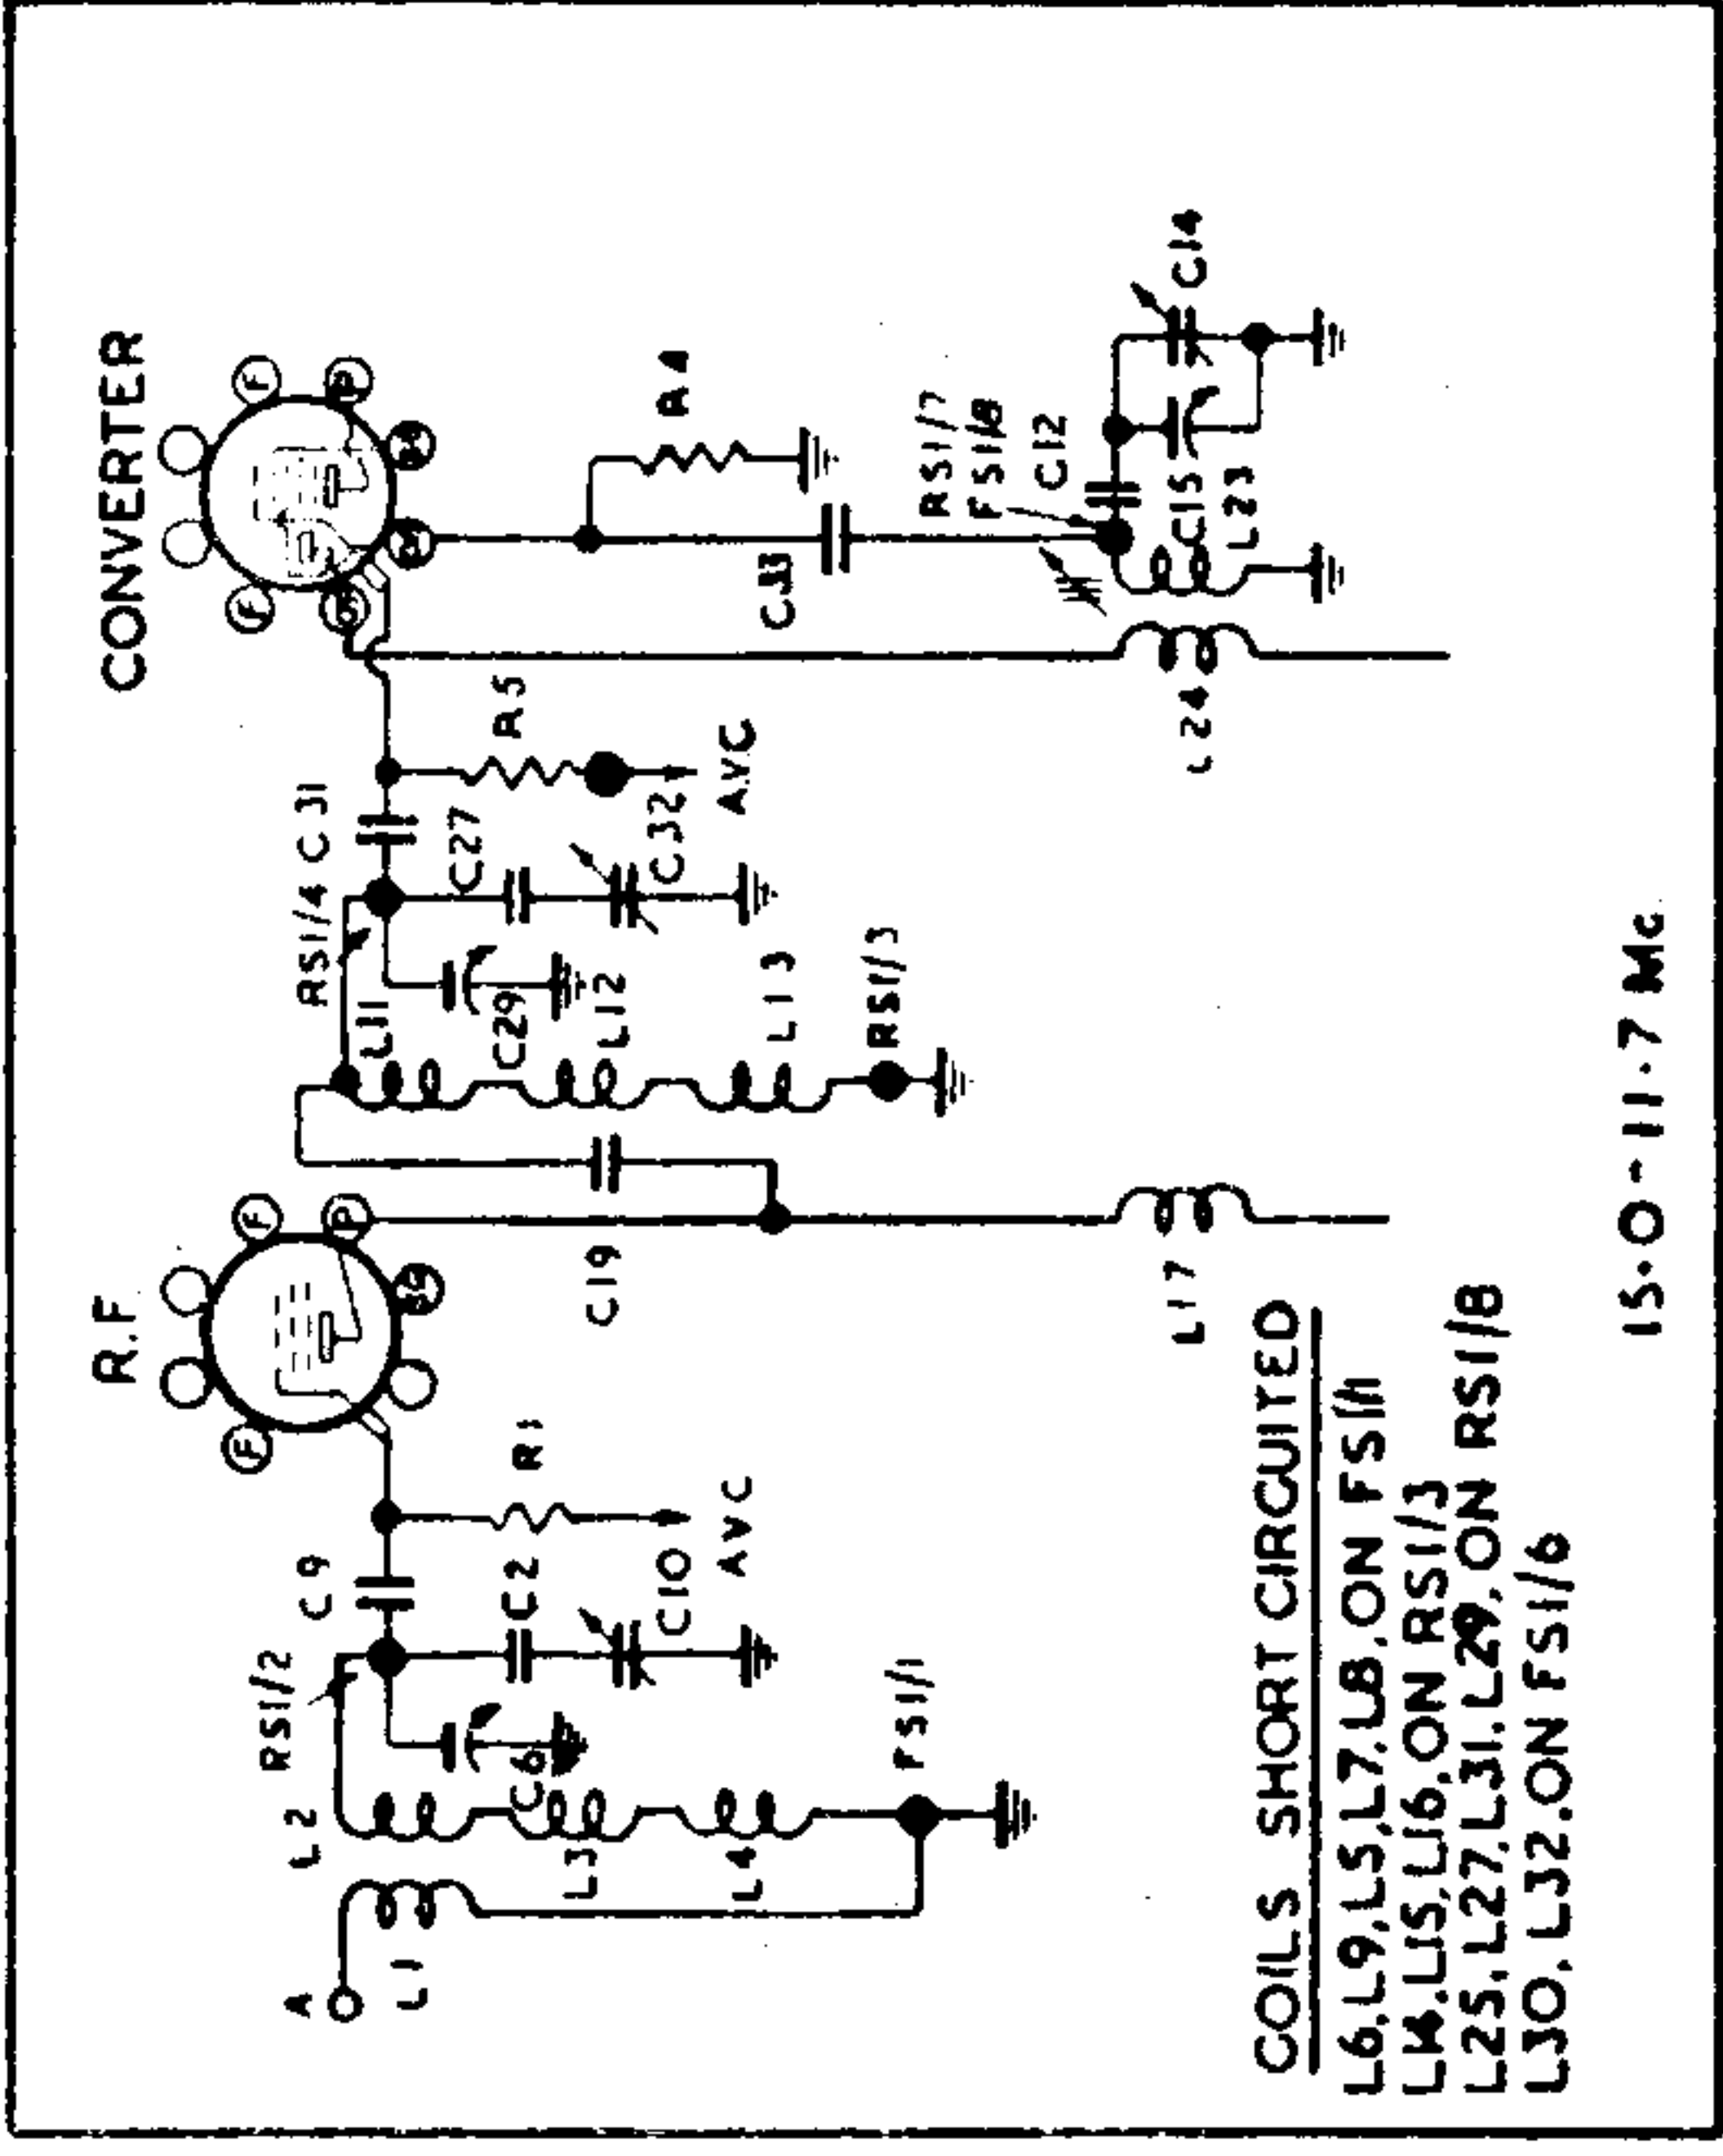 R.F
CONVERTER
F
F
P
F
F
P
A
L1
L2
RS1//2
C9
R1
C2
C6
C10
AVC
L3
L4
FS1//1
C19
L17
RS1//4
C31
L11
C27
C29
R5
C32
A.V.C
L12
L13
RS1//3
R4
C33
RS1//7
FS1//8
C12
C14
C15
L23
L24
COILS SHORT CIRCUITED
L6,L9,L5,L7,L8,ON FS1//1
L14,L15,L16,ON RS1//3
L25,L27,L31,L29,ON RS1//8
L30,L32.ON FS1//6
15.0-11.7 Mc